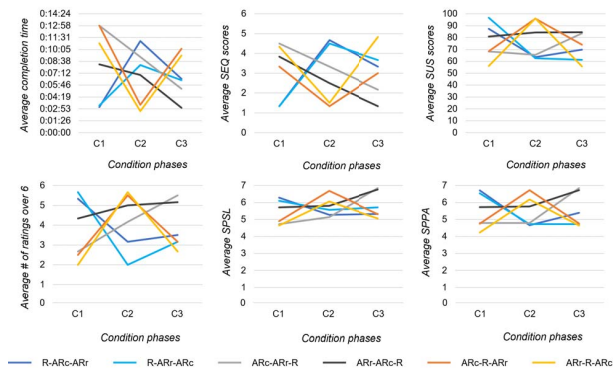 Average completion time
0:14:24
0:12:58
0:11:31
0:10:05
0:08:38
0:07:12
0:05:46
0:04:19
0:02:53
0:01:26
0:00:00
C1 C2 C3
Condition phases
Average SEQ scores
6
5
4
3
2
1
0
C1 C2 C3
Condition phases
Average SUS scores
100
90
80
70
60
50
40
30
20
10
0
C1 C2 C3
Condition phases
Average # of ratings over 6
6
5
4
3
2
1
0
C1 C2 C3
Condition phases
Average SPSL
7
6
5
4
3
2
1
0
C1 C2 C3
Condition phases
Average SPPA
7
6
5
4
3
2
1
0
C1 C2 C3
Condition phases
R-ARc-ARr R-ARr-ARc ARc-ARr-R ARr-ARc-R ARc-R-ARr ARr-R-ARc